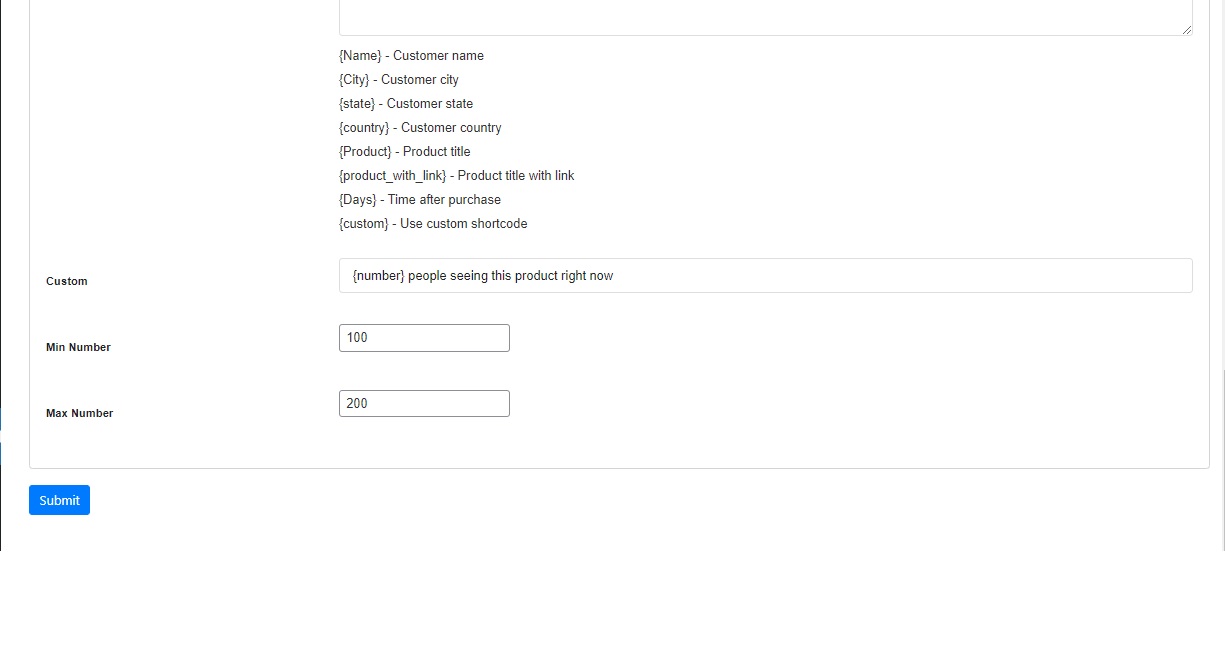 {Name} - Customer name
{City} - Customer city
{state} - Customer state
{country} - Customer country
{Product} - Product title
{product_with_link} - Product title with link
{Days} - Time after purchase
{custom} - Use custom shortcode
Custom
{number} people seeing this product right now
Min Number
100
Max Number
200
Submit